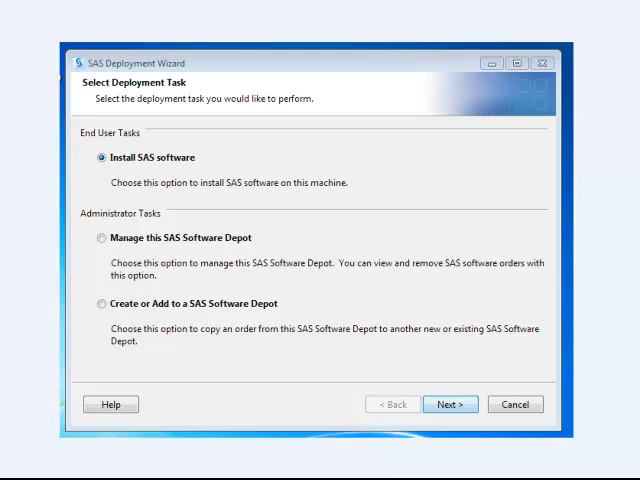 SAS Deployment Wizard
Select Deployment Task
Select the deployment task you would like to perform.
End User Tasks
Install SAS software
Choose this option to install SAS software on this machine.
Administrator Tasks
Manage this SAS Software Depot
Choose this option to manage this SAS Software Depot. You can view and remove SAS software orders with
this option.
Create or Add to a SAS Software Depot
Choose this option to copy an order from this SAS Software Depot to another new or existing SAS Software
Depot.
Help
< Back
Next >
Cancel